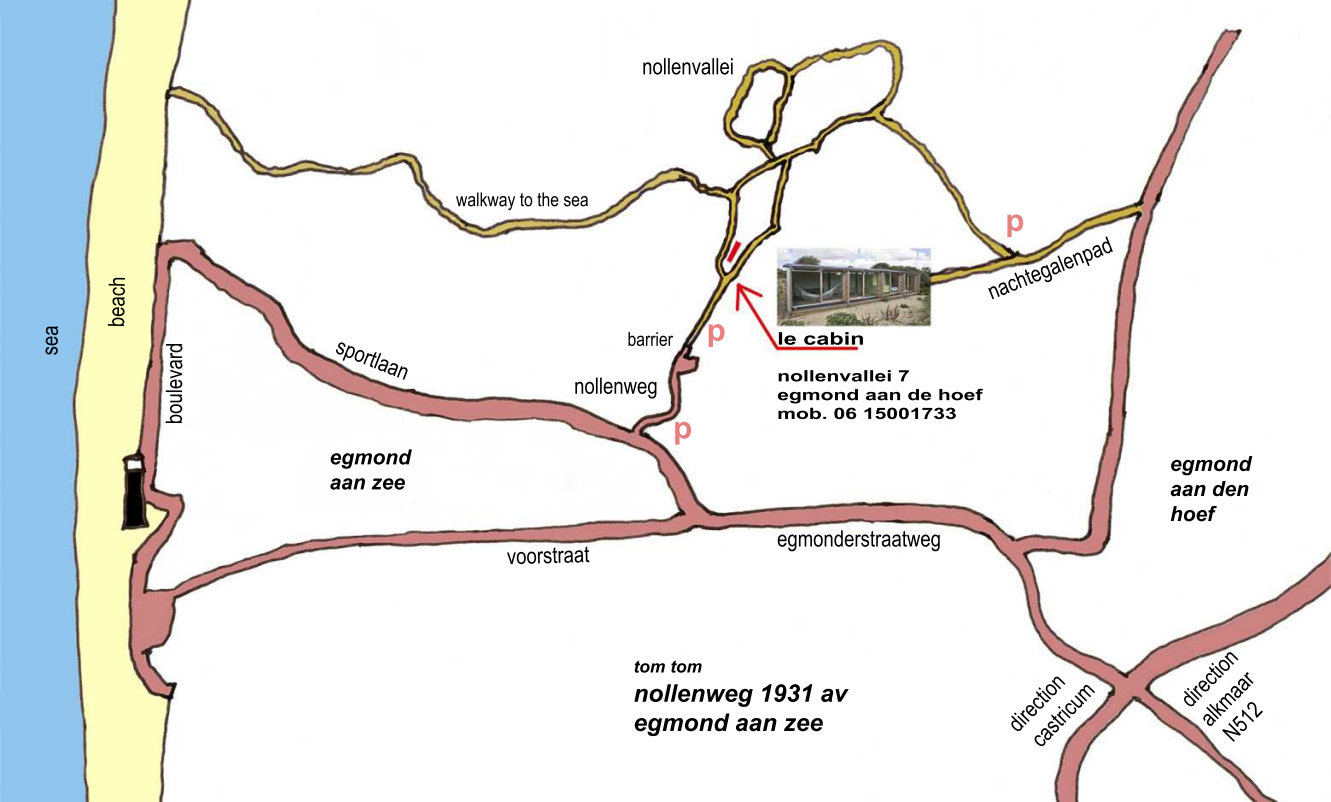 nollenvallei
walkway to the sea
p
nachtegalenpad
beach
sea
boulevard
sportlaan
barrier
p
le cabin
nollenweg
nollenvallei 7
egmond aan de hoef
mob. 06 15001733
p
egmond
aan zee
egmond
aan den
hoef
voorstraat
egmonderstraatweg
tom tom
nollenweg 1931 av
egmond aan zee
direction
castricum
direction
alkmaar
N512